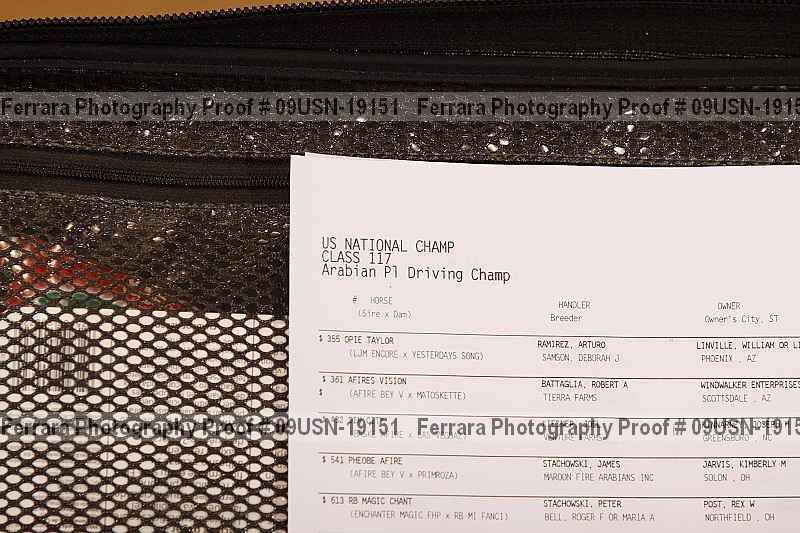 Ferrara Photography Proof # 09USN-19151 Ferrara Photography Proof # 09USN-1915
US NATIONAL CHAMP
CLASS 117
Arabian Pl Driving Champ
# HORSE HANDLER OWNER
(Sire x Dam) Breeder Owner's City, ST
$ 355 OPIE TAYLOR RAMIREZ, ARTURO LINVILLE, WILLIAM OR LI
(LJM ENCORE x YESTERDAYS SONG) SAMSON, DEBORAH J PHOENIX , AZ
$ 361 AFIRES VISION BATTAGLIA, ROBERT A WINDWALKER ENTERPRISES
$ (AFIRE BEY V x MATOSKETTE) TIERRA FARMS SCOTTSDALE , AZ
Ferrara Photography Proof # 09USN-19151 Ferrara Photography Proof # 09USN-1915
GREENSBORO , NC
$ 541 PHEOBE AFIRE STACHOWSKI, JAMES JARVIS, KIMBERLY M
(AFIRE BEY V x PRIMROZA) MAROON FIRE ARABIANS INC SOLON , OH
$ 613 RB MAGIC CHANT STACHOWSKI, PETER POST, REX W
(ENCHANTER MAGIC FHP x RB MI FANCI) BELL, ROGER F OR MARIA A NORTHFIELD , OH